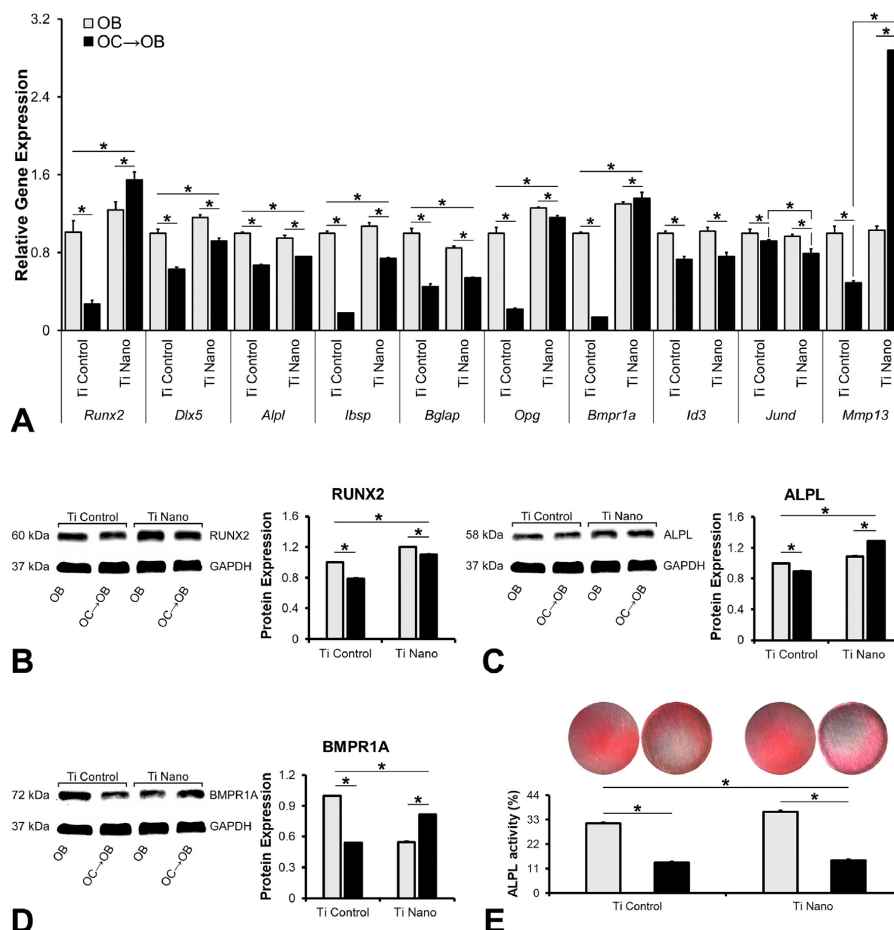 3.2
2.4
1.6
0.8
0
Relative Gene Expression
OB
OC→OB
* * * * * * * * * * * * * * * * * * * * * * * * * * * *
Ti Control Ti Nano Ti Control Ti Nano Ti Control Ti Nano Ti Control Ti Nano Ti Control Ti Nano Ti Control Ti Nano Ti Control Ti Nano Ti Control Ti Nano Ti Control Ti Nano Ti Control Ti Nano
Runx2 Dlx5 Alpl Ibsp Bglap Opg Bmpr1a Id3 Jund Mmp13
A
Ti Control Ti Nano
60 kDa RUNX2
37 kDa GAPDH
OB OC→OB OB OC→OB
RUNX2
Protein Expression
1.6
1.2
0.8
0.4
0
* * *
Ti Control Ti Nano
B
Ti Control Ti Nano
58 kDa ALPL
37 kDa GAPDH
OB OC→OB OB OC→OB
ALPL
Protein Expression
1.6
1.2
0.8
0.4
0
* * *
Ti Control Ti Nano
C
Ti Control Ti Nano
72 kDa BMPR1A
37 kDa GAPDH
OB OC→OB OB OC→OB
BMPR1A
Protein Expression
1.2
0.9
0.6
0.3
0
* * *
Ti Control Ti Nano
D
ALPL activity (%)
44
33
22
11
0
* * *
Ti Control Ti Nano
E